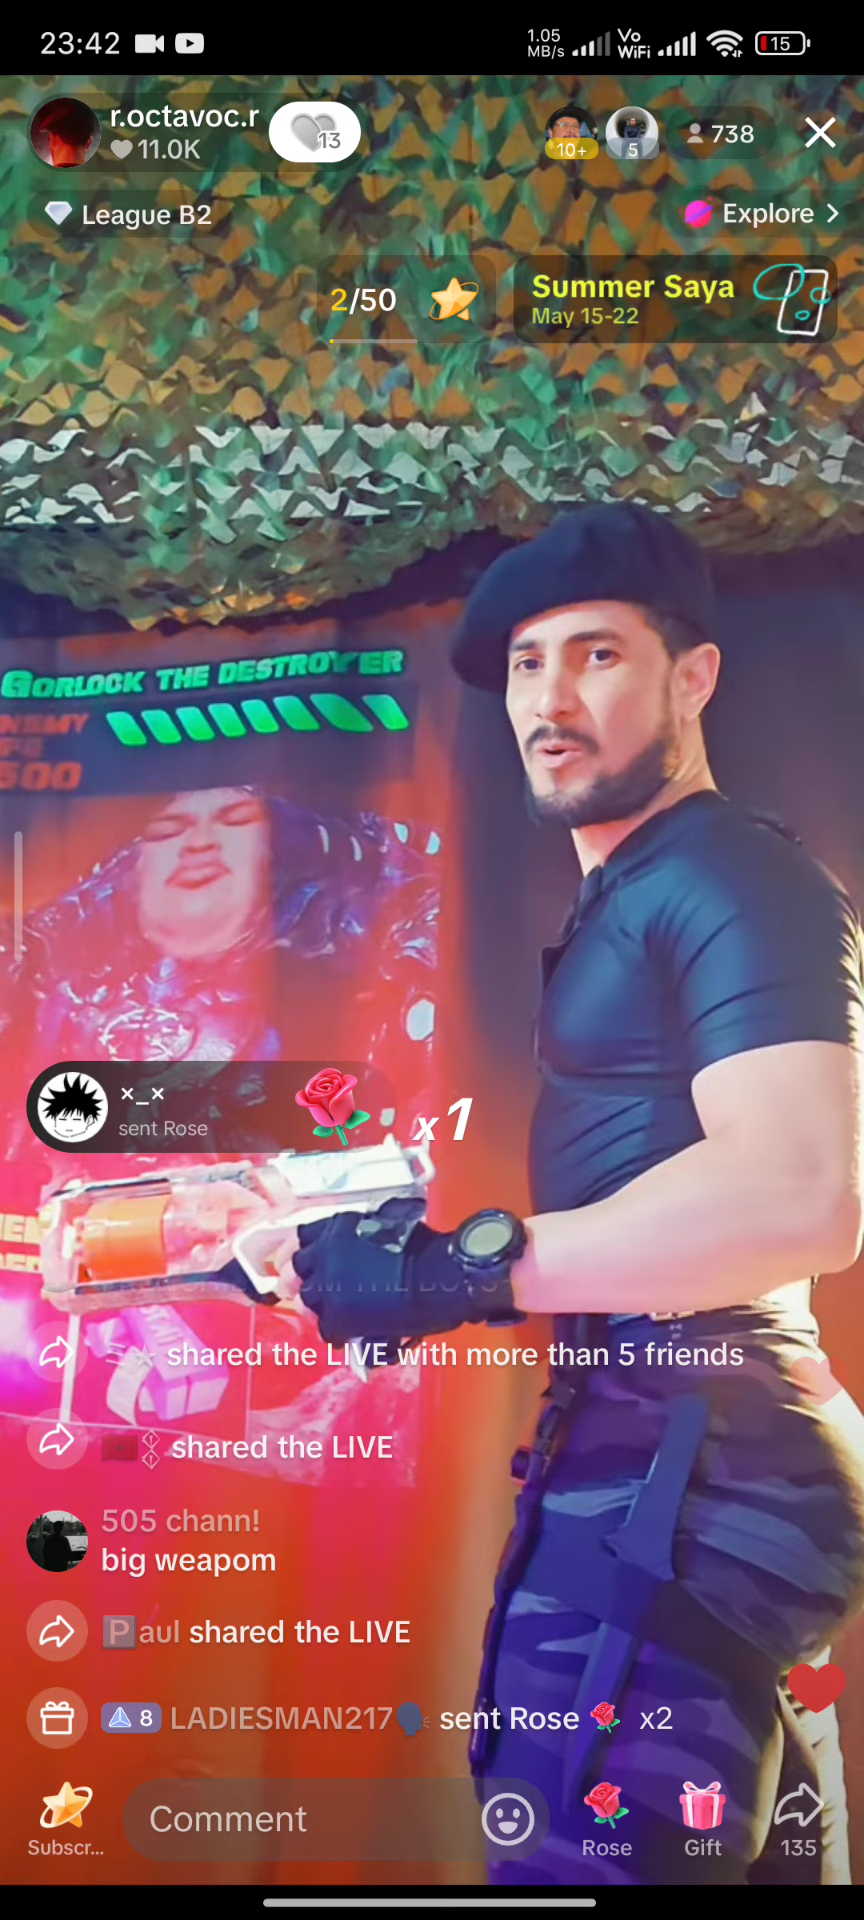 23:42
1.05
MB/s
Vo
WiFi
15
r.octavoc.r
13
11.0K
10+
5
738
League B2
Explore
2/50
Summer Saya
May 15-22
GORLOCK THE DESTROYER
500
×_×
sent Rose
x1
shared the LIVE with more than 5 friends
shared the LIVE
505 chann!
big weapom
Paul shared the LIVE
8 LADIESMAN217 sent Rose x2
Subscr...
Comment
Rose
Gift
135